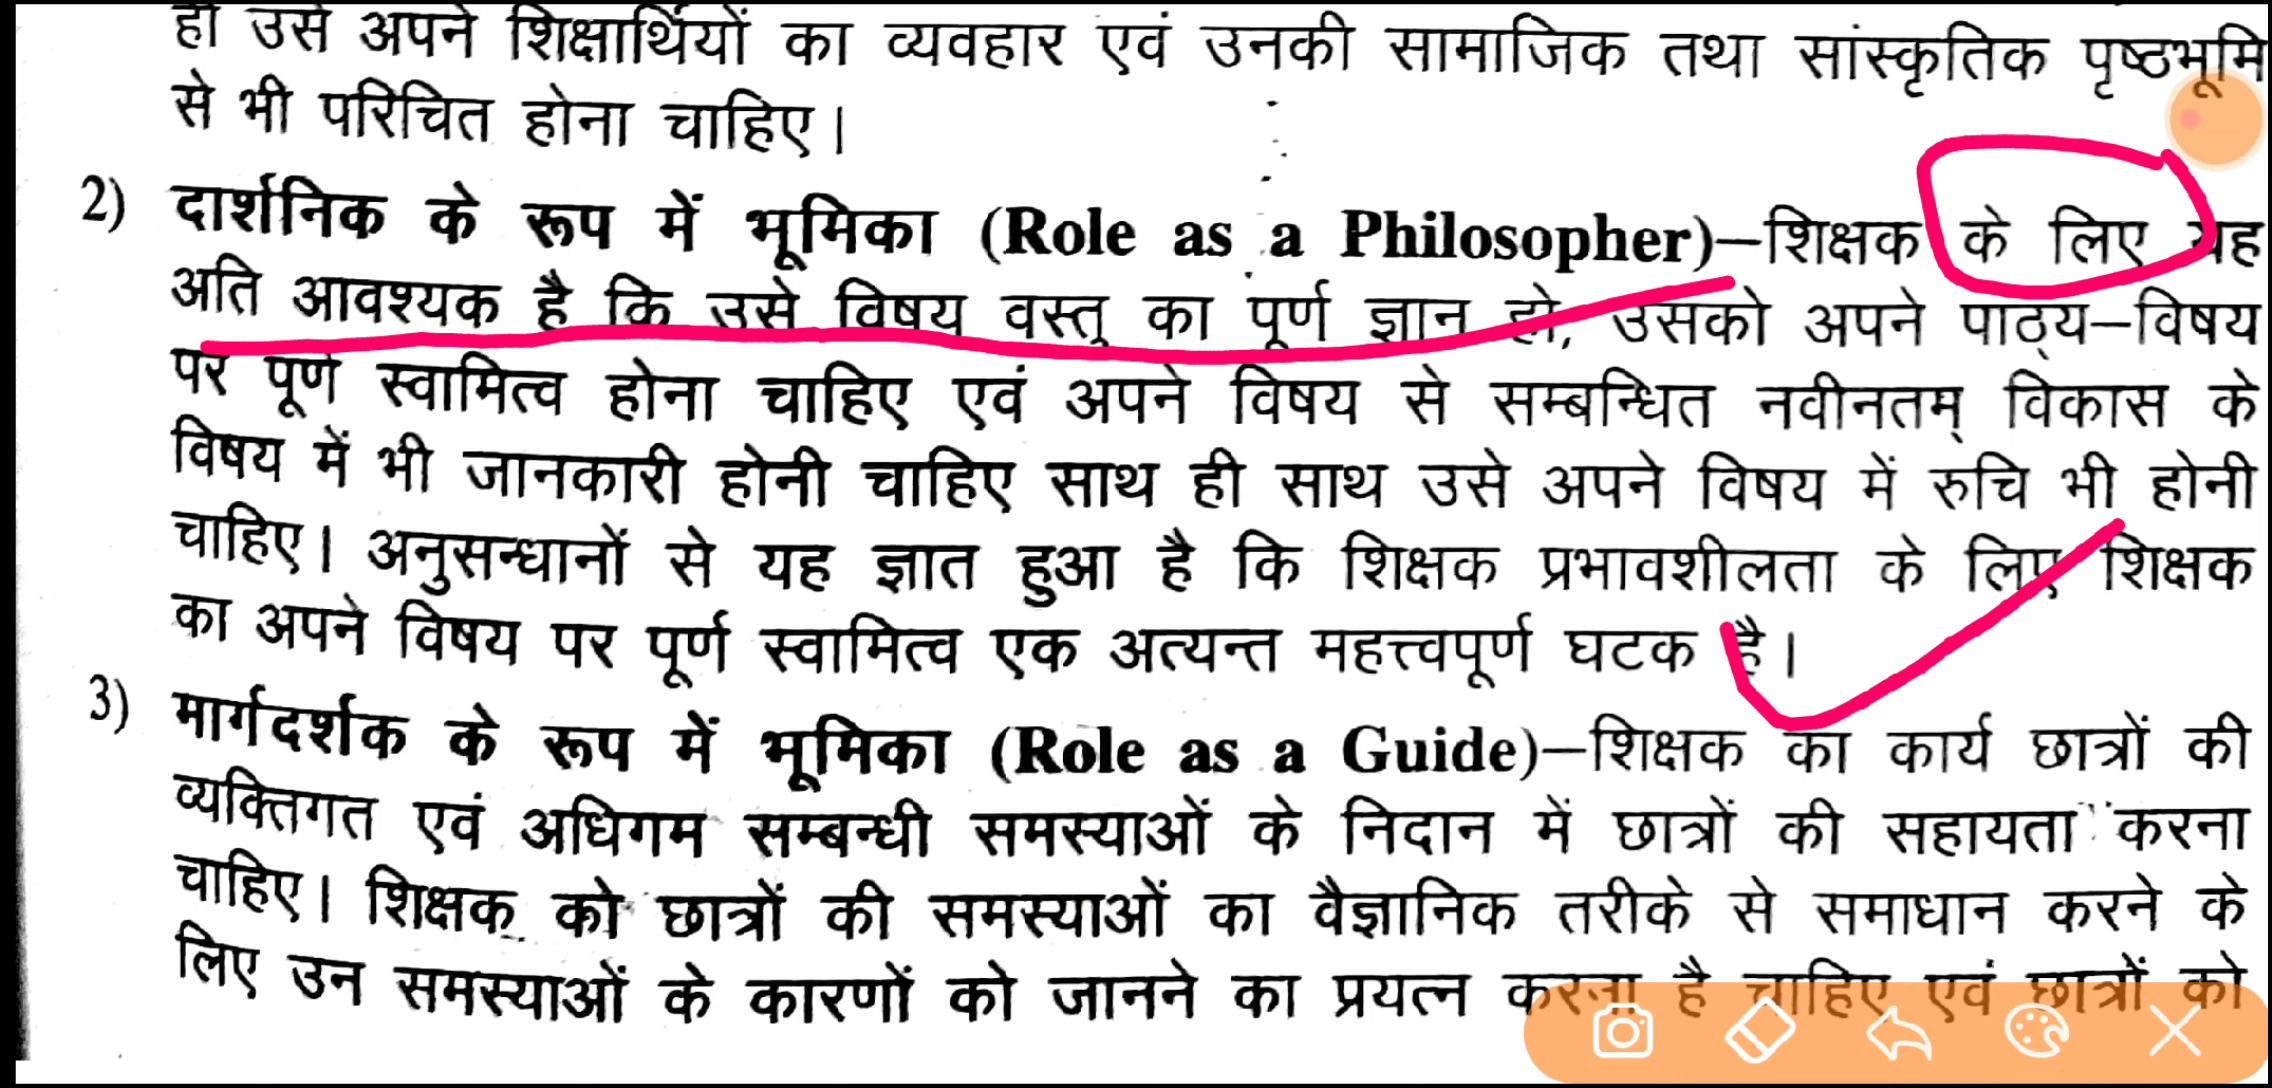 ही उसे अपने शिक्षार्थियों का व्यवहार एवं उनकी सामाजिक तथा सांस्कृतिक पृष्ठभूमि
से भी परिचित होना चाहिए।
2) दार्शनिक के रूप में भूमिका (Role as a Philosopher)–शिक्षक के लिए यह
अति आवश्यक है कि उसे विषय वस्तु का पूर्ण ज्ञान हो, उसको अपने पाठ्य–विषय
पर पूर्ण स्वामित्व होना चाहिए एवं अपने विषय से सम्बन्धित नवीनतम् विकास के
विषय में भी जानकारी होनी चाहिए साथ ही साथ उसे अपने विषय में रुचि भी होनी
चाहिए। अनुसन्धानों से यह ज्ञात हुआ है कि शिक्षक प्रभावशीलता के लिए शिक्षक
का अपने विषय पर पूर्ण स्वामित्व एक अत्यन्त महत्त्वपूर्ण घटक है।
3) मार्गदर्शक के रूप में भूमिका (Role as a Guide)–शिक्षक का कार्य छात्रों की
व्यक्तिगत एवं अधिगम सम्बन्धी समस्याओं के निदान में छात्रों की सहायता करना
चाहिए। शिक्षक को छात्रों की समस्याओं का वैज्ञानिक तरीके से समाधान करने के
लिए उन समस्याओं के कारणों को जानने का प्रयत्न करना है चाहिए एवं छात्रों को